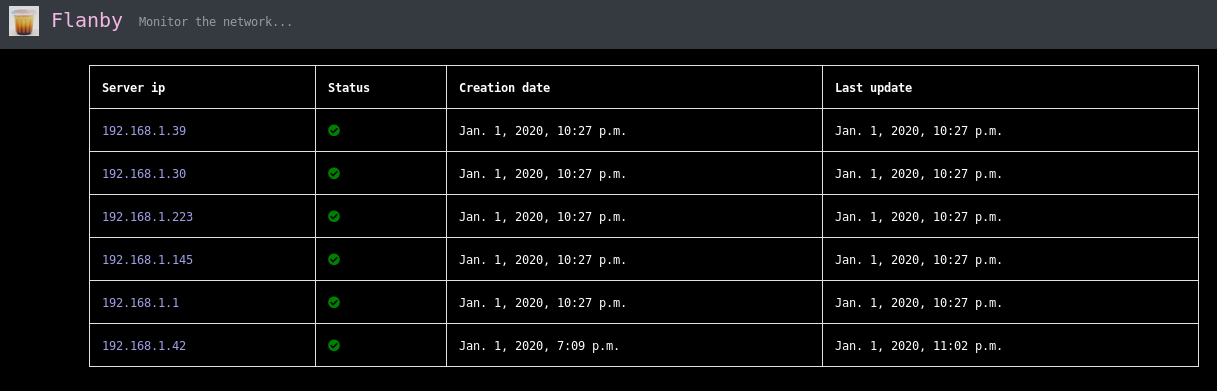 Flanby Monitor the network...
Server ip Status Creation date Last update
192.168.1.39 Jan. 1, 2020, 10:27 p.m. Jan. 1, 2020, 10:27 p.m.
192.168.1.30 Jan. 1, 2020, 10:27 p.m. Jan. 1, 2020, 10:27 p.m.
192.168.1.223 Jan. 1, 2020, 10:27 p.m. Jan. 1, 2020, 10:27 p.m.
192.168.1.145 Jan. 1, 2020, 10:27 p.m. Jan. 1, 2020, 10:27 p.m.
192.168.1.1 Jan. 1, 2020, 10:27 p.m. Jan. 1, 2020, 10:27 p.m.
192.168.1.42 Jan. 1, 2020, 7:09 p.m. Jan. 1, 2020, 11:02 p.m.